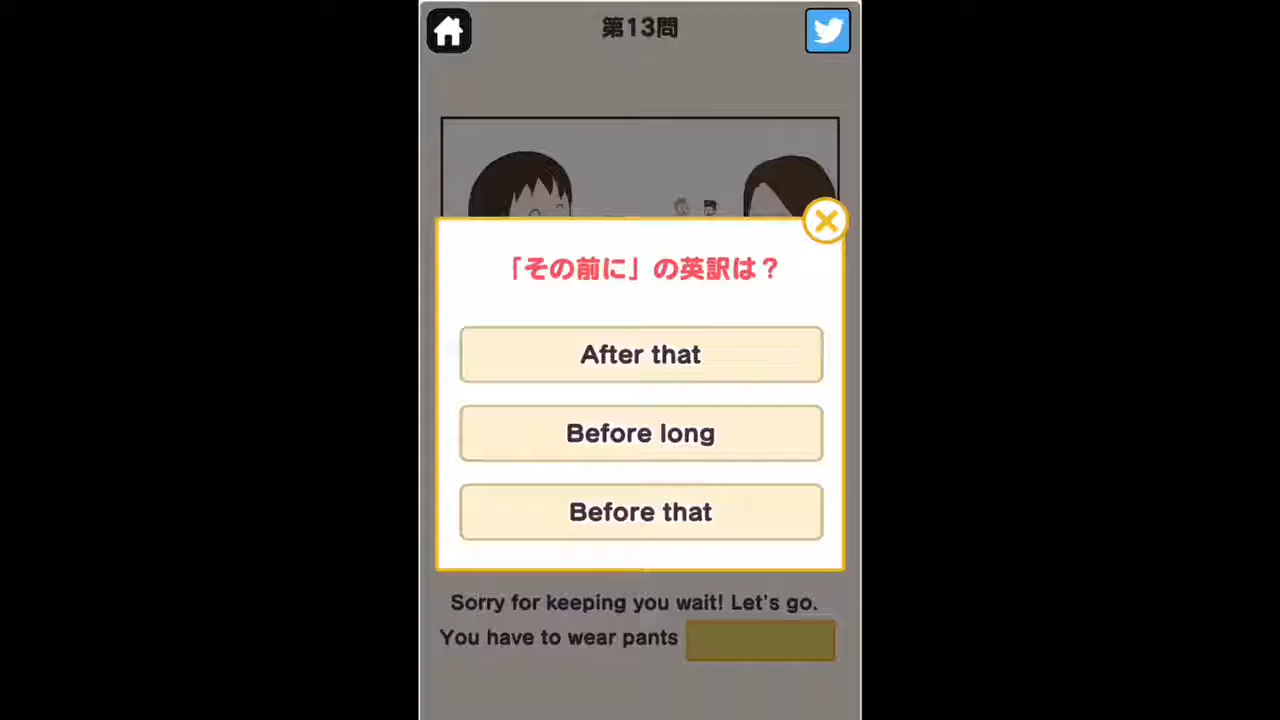 第13問
「その前に」の英訳は？
After that
Before long
Before that
Sorry for keeping you wait! Let's go.
You have to wear pants